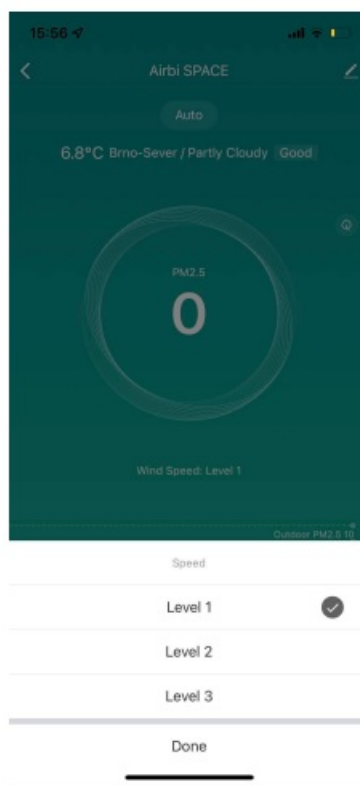 15:56
Airbi SPACE
Auto
6.8°C Brno-Sever / Partly Cloudy Good
PM2.5
0
Wind Speed: Level 1
Outdoor PM2.5 10
Speed
Level 1
Level 2
Level 3
Done